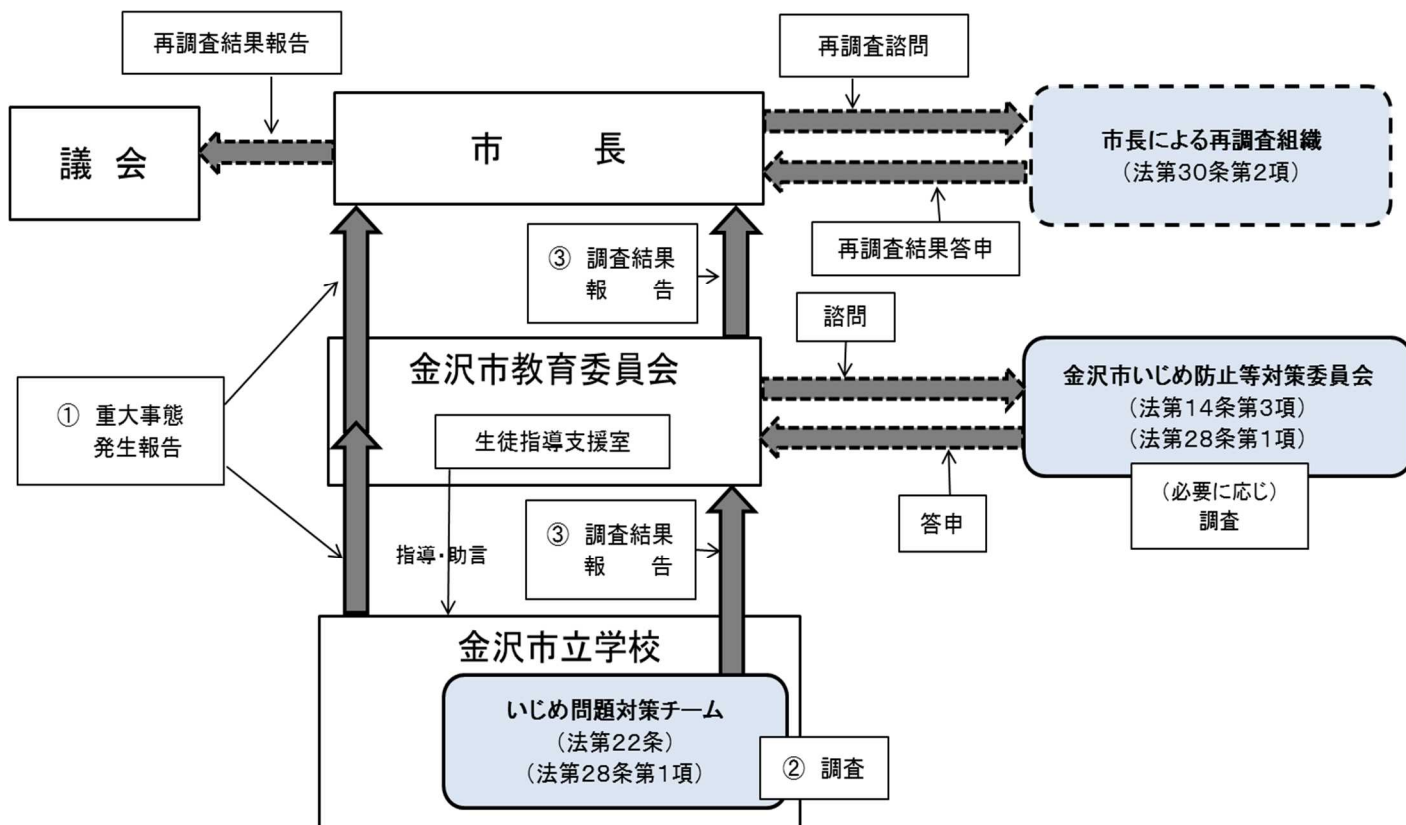 再調査結果報告
再調査諮問
議 会
市 長
市長による再調査組織
（法第30条第2項）
再調査結果答申
③ 調査結果
報 告
諮問
金沢市教育委員会
生徒指導支援室
金沢市いじめ防止等対策委員会
（法第14条第3項）
（法第28条第1項）
（必要に応じ）
調査
答申
① 重大事態
発生報告
指導・助言
③ 調査結果
報 告
金沢市立学校
いじめ問題対策チーム
（法第22条）
（法第28条第1項）
② 調査